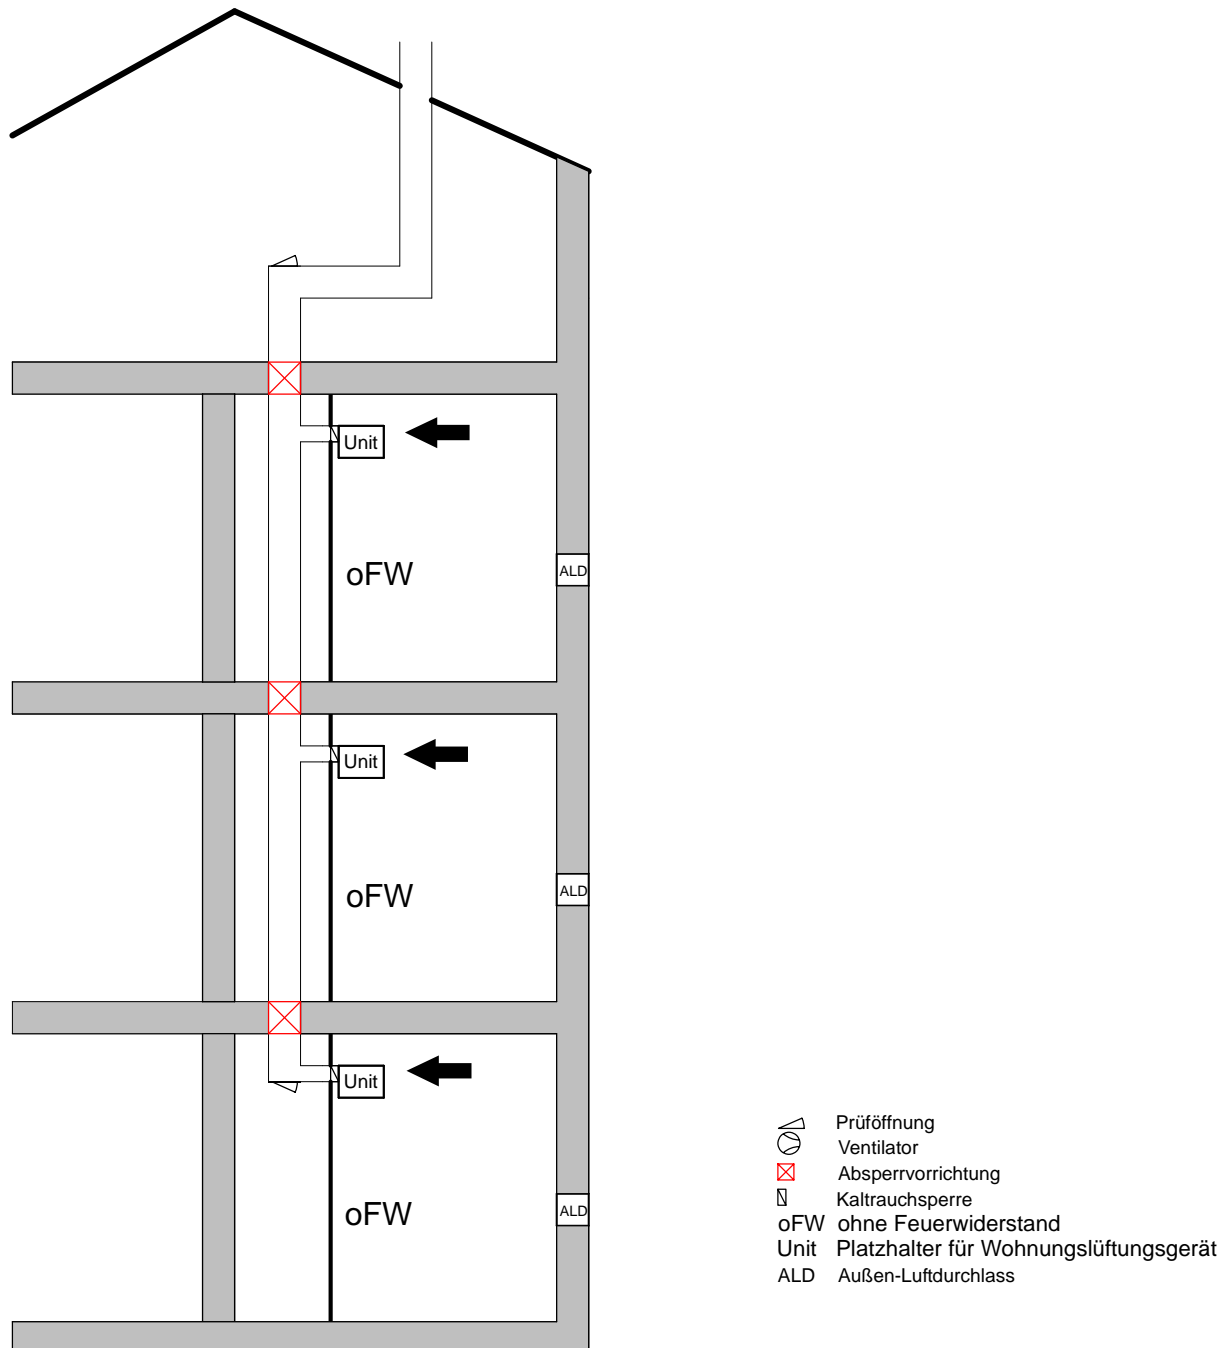 Unit
oFW
ALD
Unit
oFW
ALD
Unit
oFW
ALD
Prüföffnung
Ventilator
Absperrvorrichtung
Kaltrauchsperre
oFW ohne Feuerwiderstand
Unit Platzhalter für Wohnungslüftungsgerät
ALD Außen-Luftdurchlass